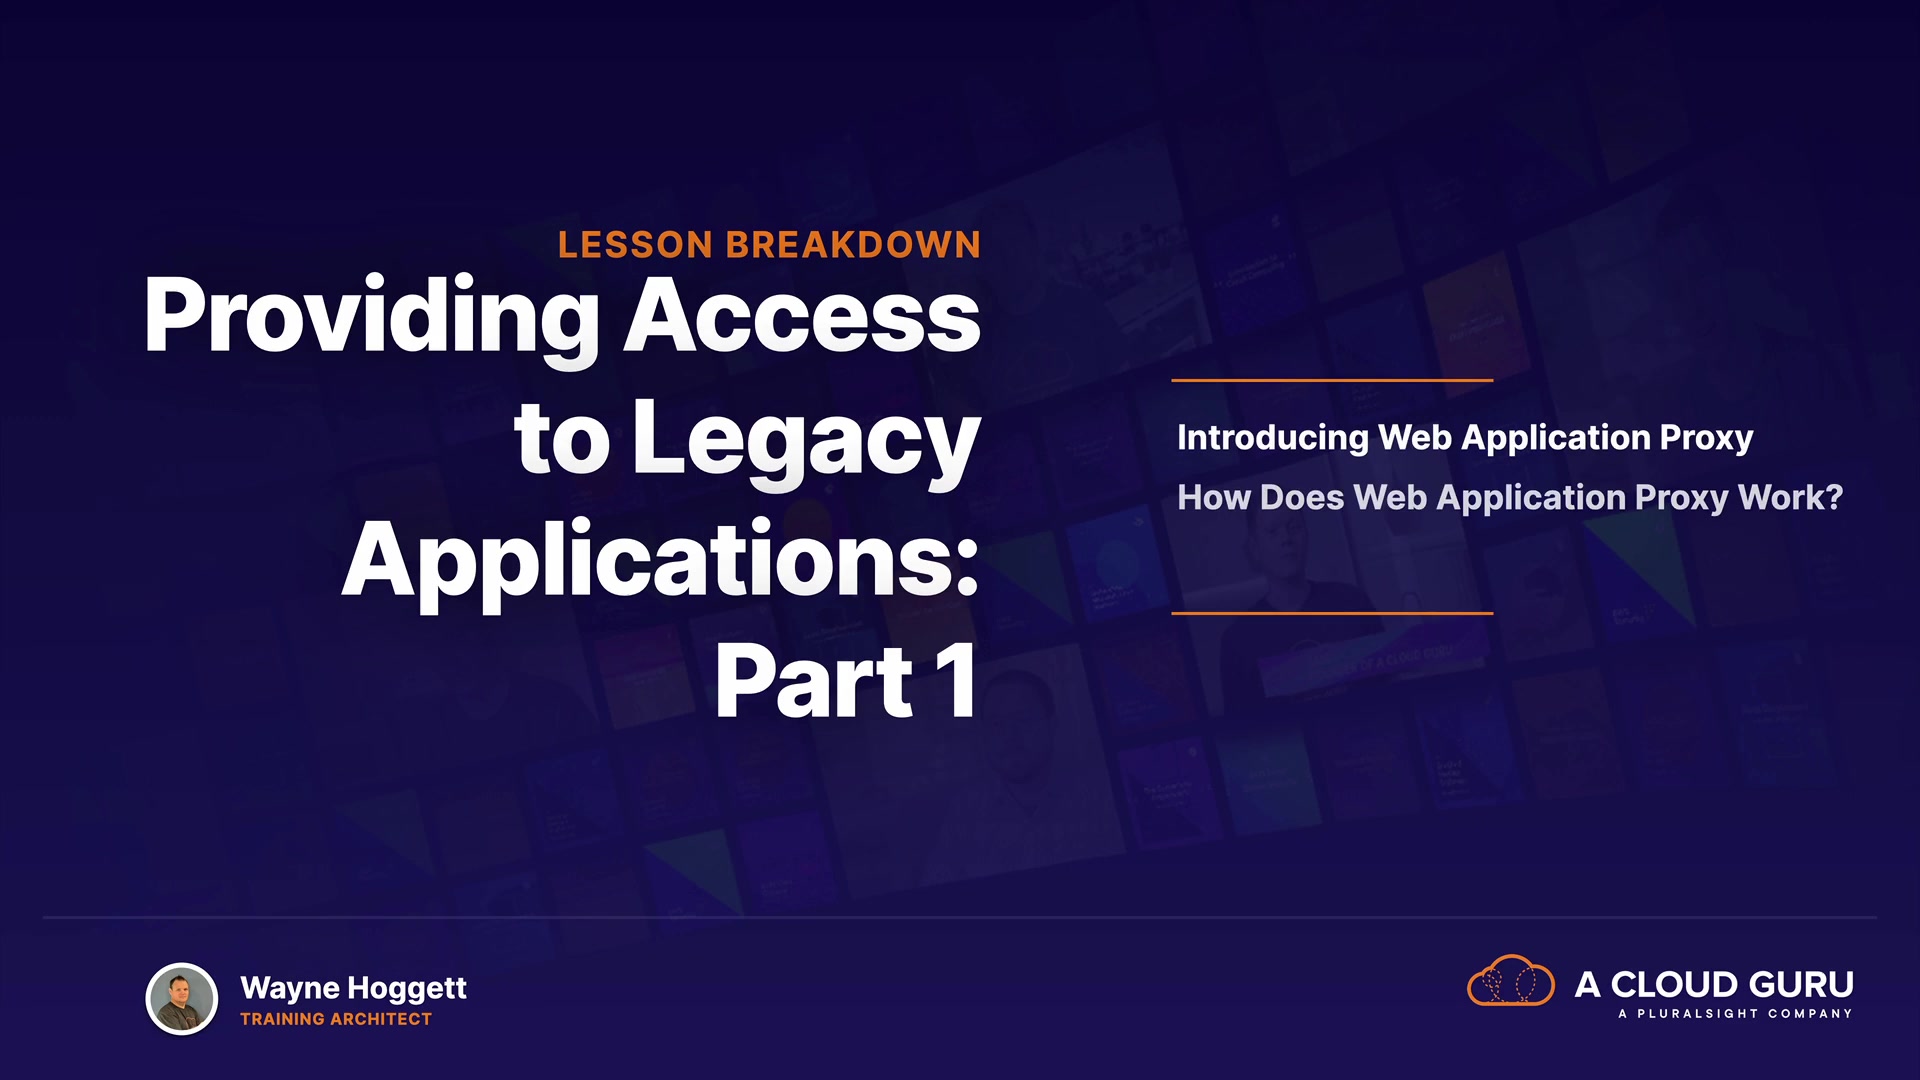 LESSON BREAKDOWN
Providing Access
to Legacy
Applications:
Part 1
Introducing Web Application Proxy
How Does Web Application Proxy Work?
Wayne Hoggett
TRAINING ARCHITECT
A CLOUD GURU
A PLURALSIGHT COMPANY